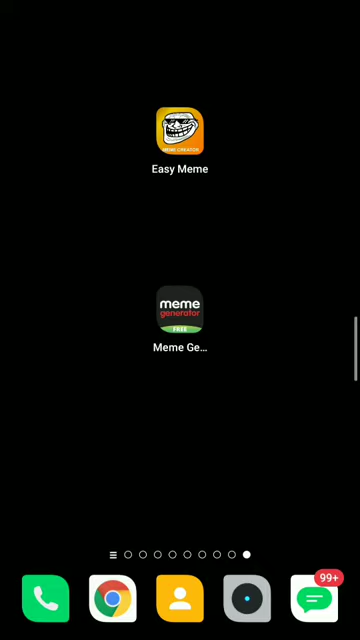 MEME CREATOR
Easy Meme
meme
generator
FREE
Meme Ge...
99+